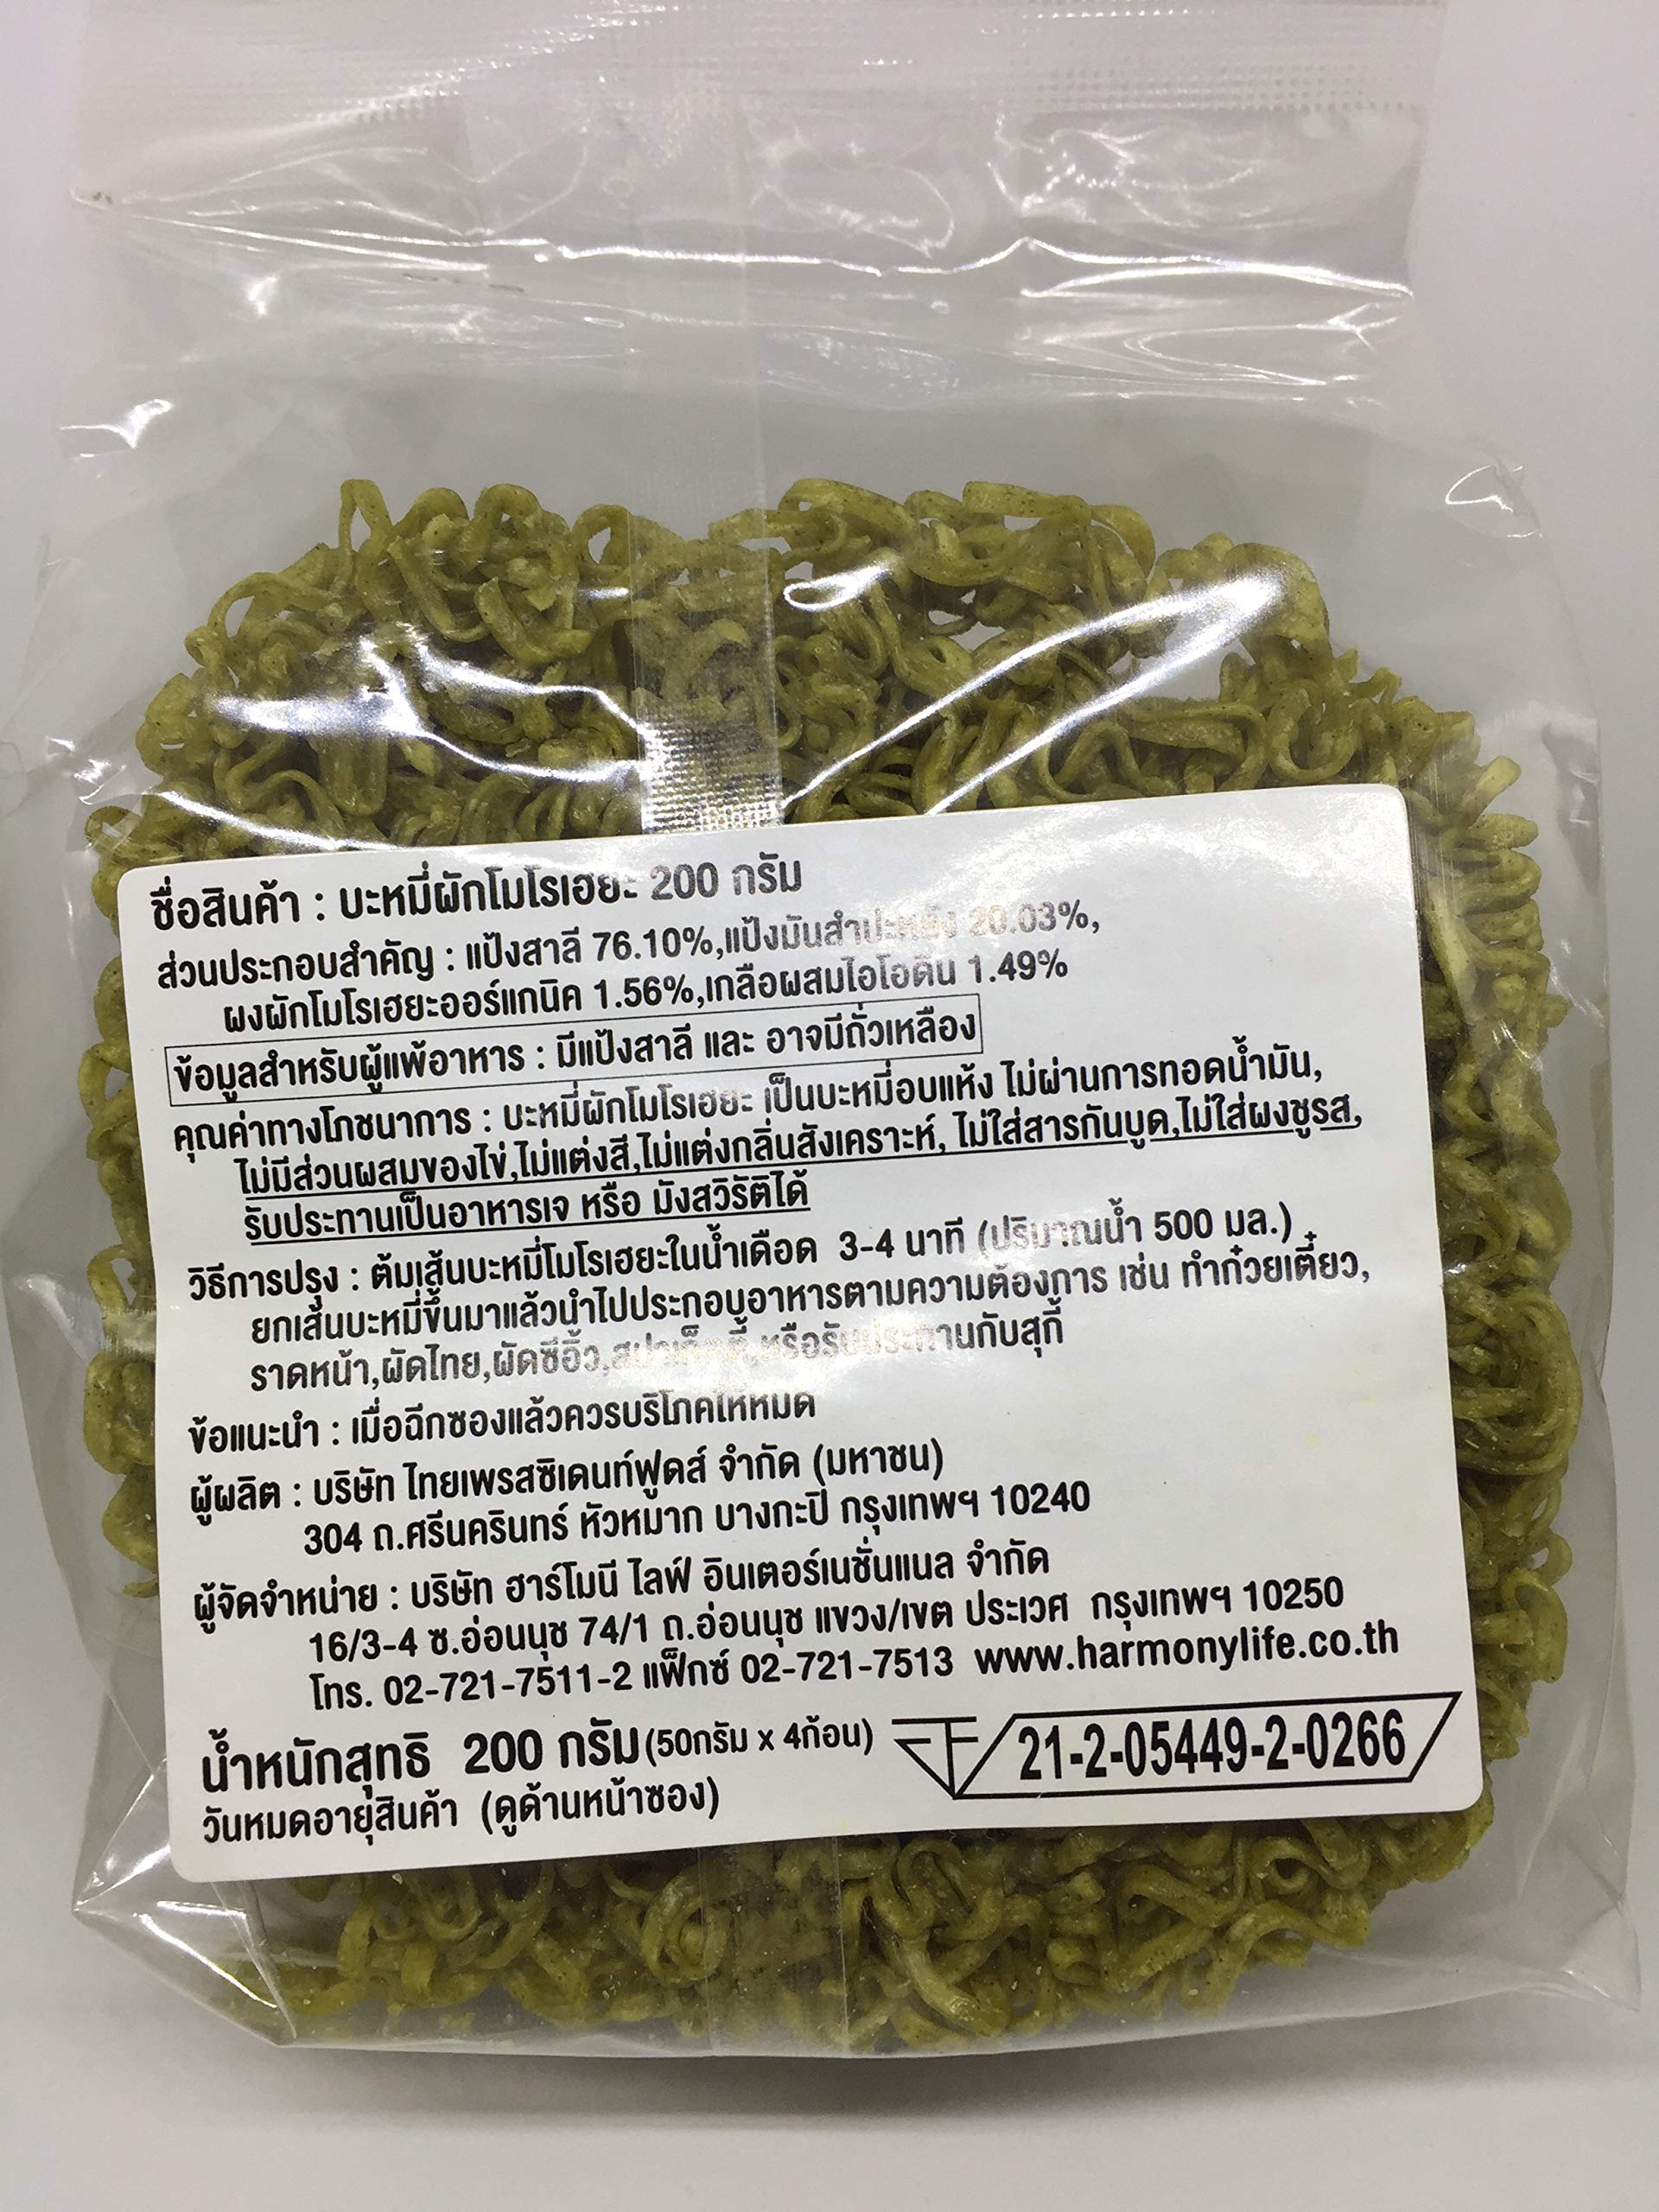 ชื่อสินค้า : บะหมี่ผักโมโรเฮยะ 200 กรัม
ส่วนประกอบสำคัญ : แป้งสาลี 76.10%,แป้งมันสำปะหลัง 20.03%,
ผงผักโมโรเฮยะออร์แกนิค 1.56%,เกลือผสมไอโอดีน 1.49%
ข้อมูลสำหรับผู้แพ้อาหาร : มีแป้งสาลี และ อาจมีถั่วเหลือง
คุณค่าทางโภชนาการ : บะหมี่ผักโมโรเฮยะ เป็นบะหมี่อบแห้ง ไม่ผ่านการทอดน้ำมัน,
ไม่มีส่วนผสมของไข่,ไม่แต่งสี,ไม่แต่งกลิ่นสังเคราะห์, ไม่ใส่สารกันบูด,ไม่ใส่ผงชูรส,
รับประทานเป็นอาหารเจ หรือ มังสวิรัติได้
วิธีการปรุง : ต้มเส้นบะหมี่โมโรเฮยะในน้ำเดือด 3-4 นาที (ปริมาณน้ำ 500 มล.)
ยกเส้นบะหมี่ขึ้นมาแล้วนำไปประกอบอาหารตามความต้องการ เช่น ทำก๋วยเตี๋ยว,
ราดหน้า,ผัดไทย,ผัดซีอิ้ว,สปาเก็ตตี้,หรือรับประทานกับสุกี้
ข้อแนะนำ : เมื่อฉีกซองแล้วควรบริโภคให้หมด
ผู้ผลิต : บริษัท ไทยเพรสซิเดนท์ฟูดส์ จำกัด (มหาชน)
304 ถ.ศรีนครินทร์ หัวหมาก บางกะปิ กรุงเทพฯ 10240
ผู้จัดจำหน่าย : บริษัท ฮาร์โมนี ไลฟ์ อินเตอร์เนชั่นแนล จำกัด
16/3-4 ซ.อ่อนนุช 74/1 ถ.อ่อนนุช แขวง/เขต ประเวศ กรุงเทพฯ 10250
โทร. 02-721-7511-2 แฟ็กซ์ 02-721-7513 www.harmonylife.co.th
น้ำหนักสุทธิ 200 กรัม(50กรัม x 4ก้อน)
21-2-05449-2-0266
วันหมดอายุสินค้า (ดูด้านหน้าซอง)